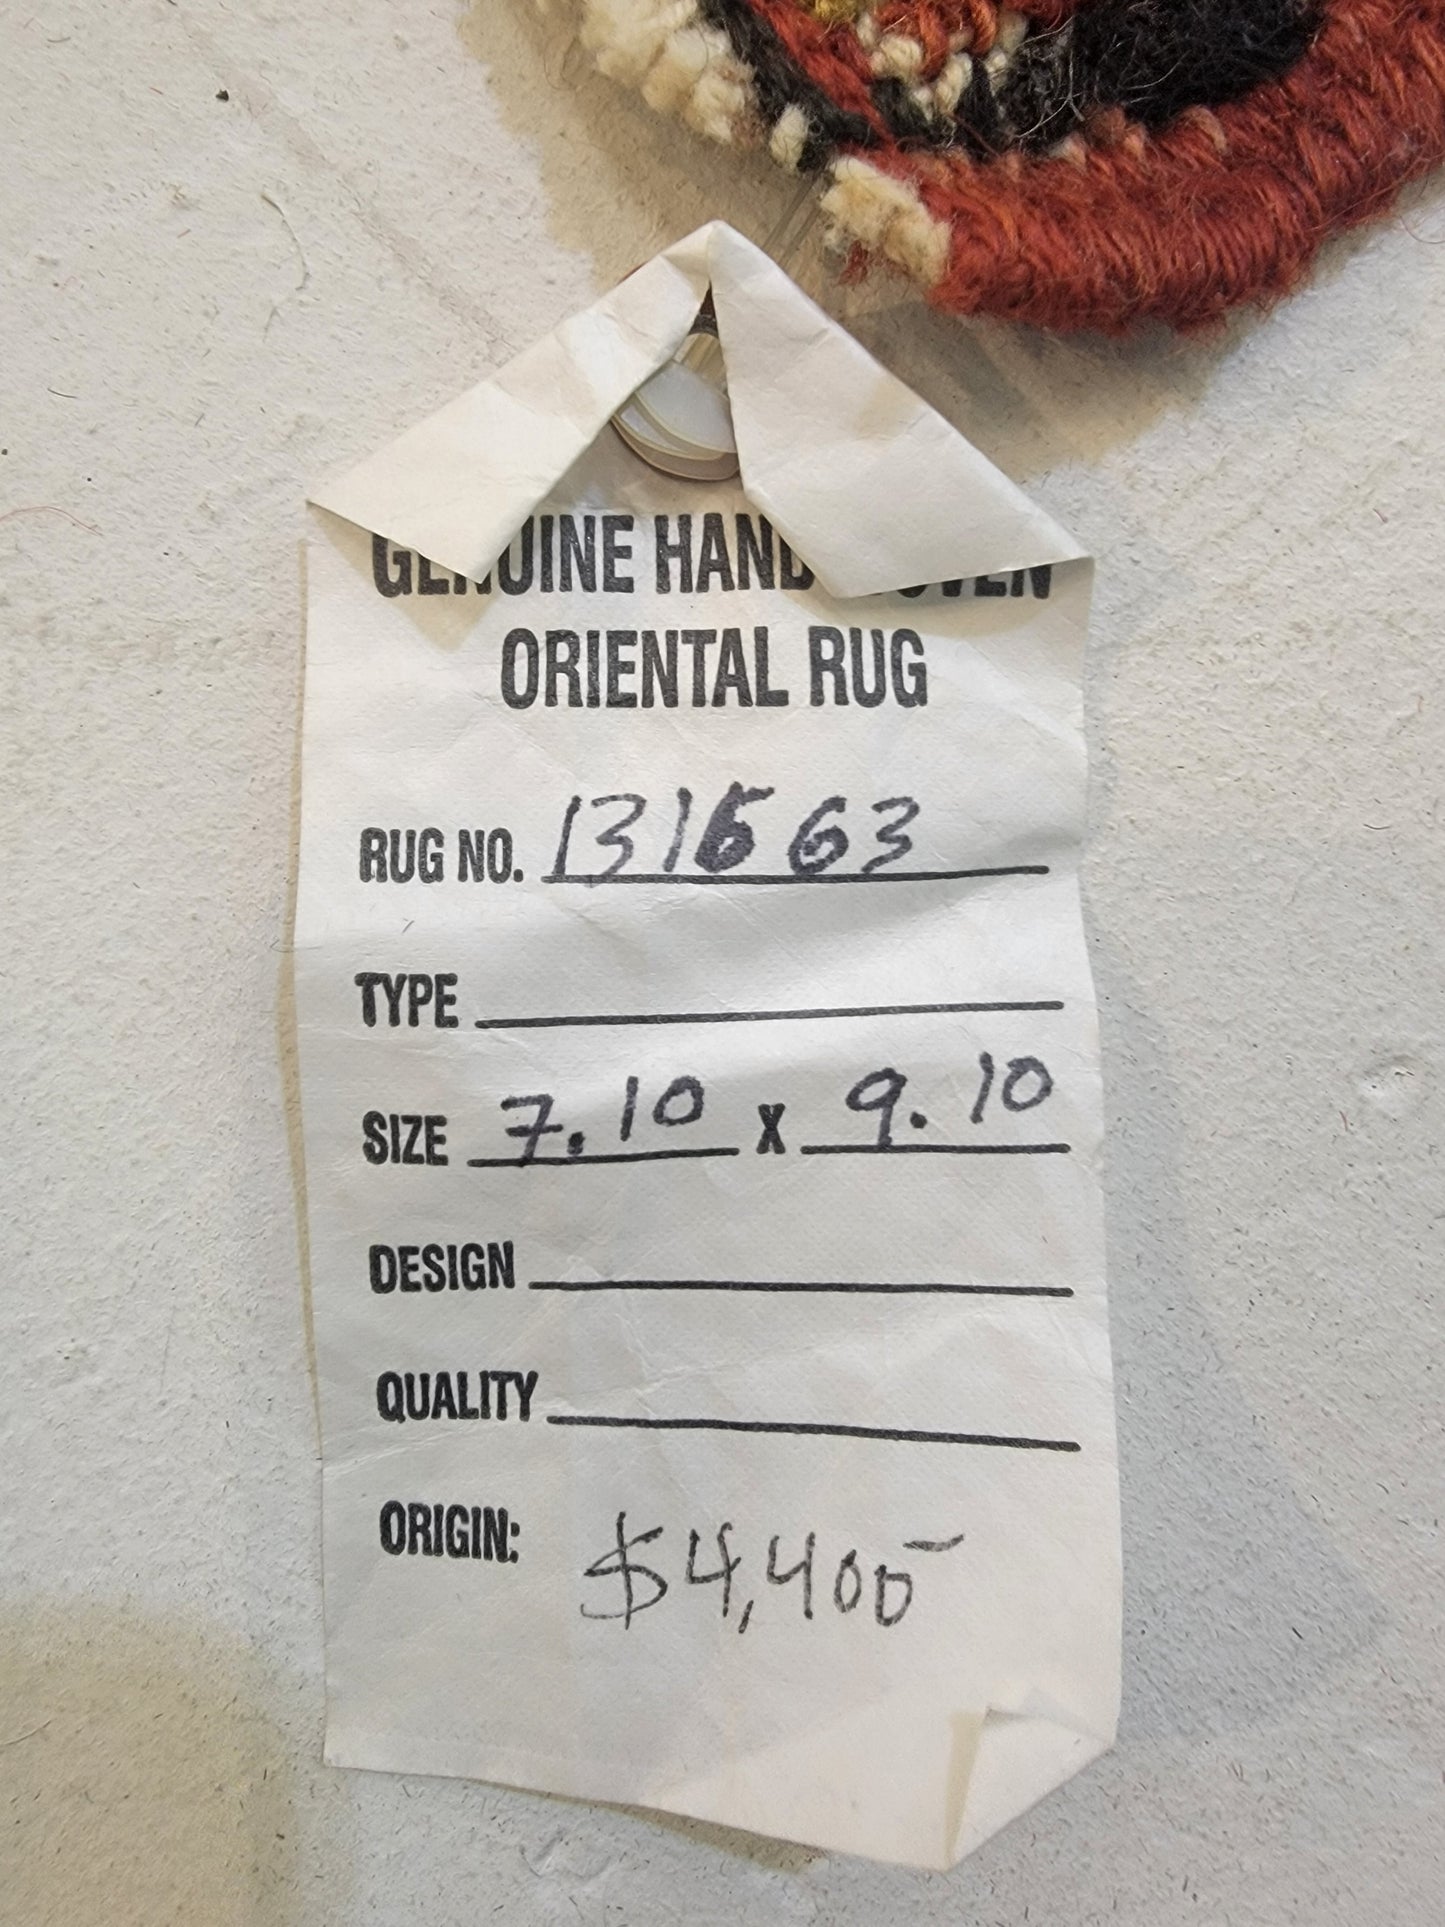 GENUINE HAND WOVEN
ORIENTAL RUG
RUG NO. 131563
TYPE
SIZE 7.10 X 9.10
DESIGN
QUALITY
ORIGIN: $4,400-